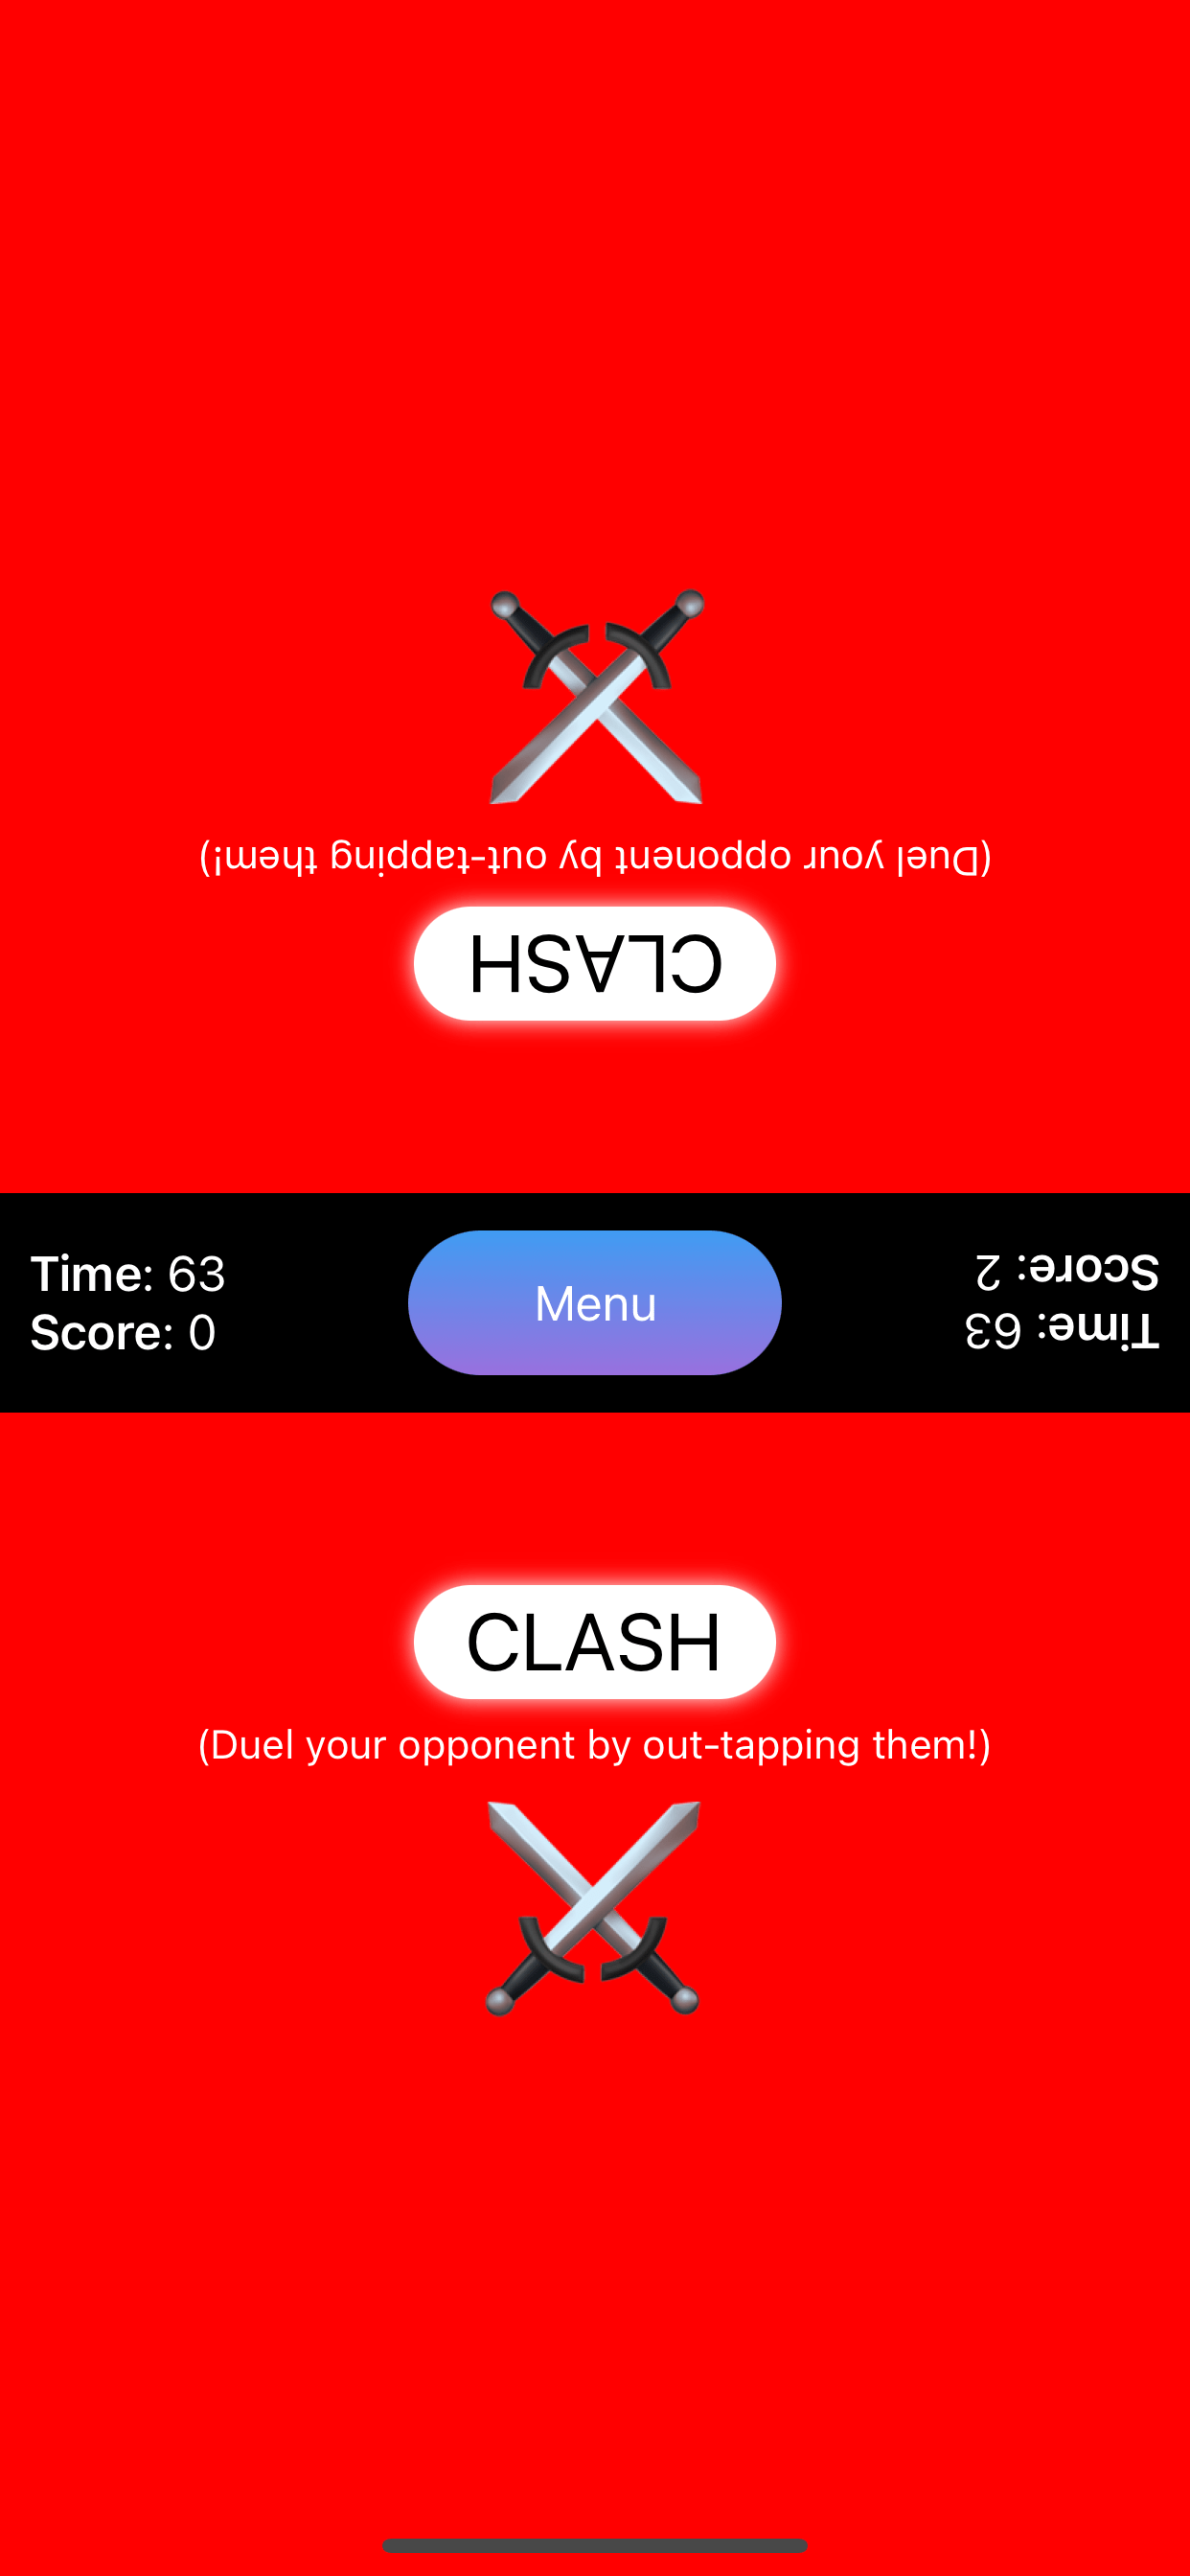 (Duel your opponent by out-tapping them!)
CLASH
Time: 63
Score: 0
Menu
Time: 63
Score: 2
CLASH
(Duel your opponent by out-tapping them!)